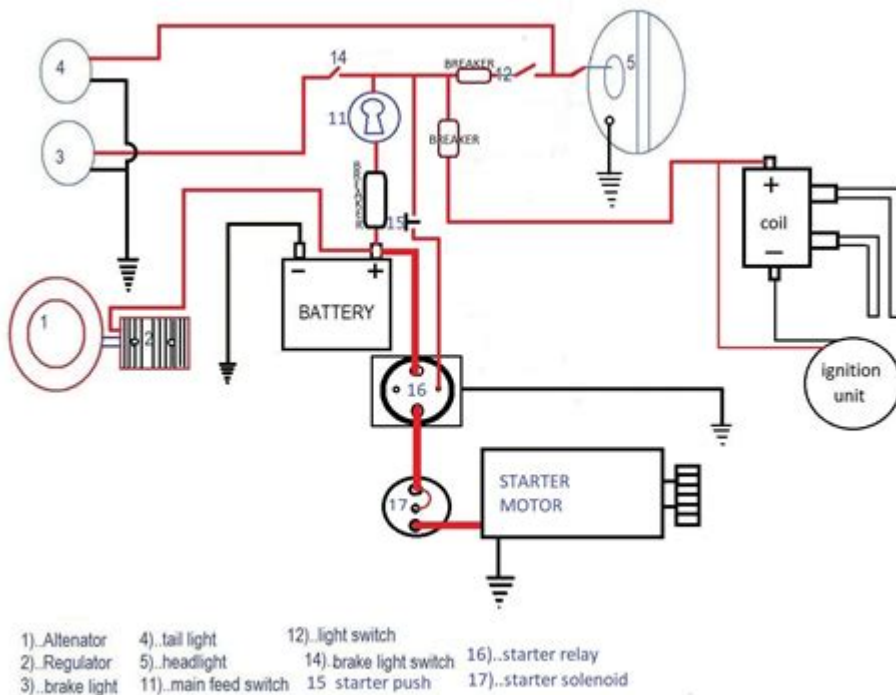 4
14
BREAKER
12
5
3
11
BREAKER
BREAKER
15
+
coil
−
− +
BATTERY
1
2
16
ignition
unit
17
STARTER
MOTOR
1)..Altenator
2)..Regulator
3)..brake light
4)..tail light
5)..headlight
11)..main feed switch
12)..light switch
14)..brake light switch
15 starter push
16)..starter relay
17)..starter solenoid